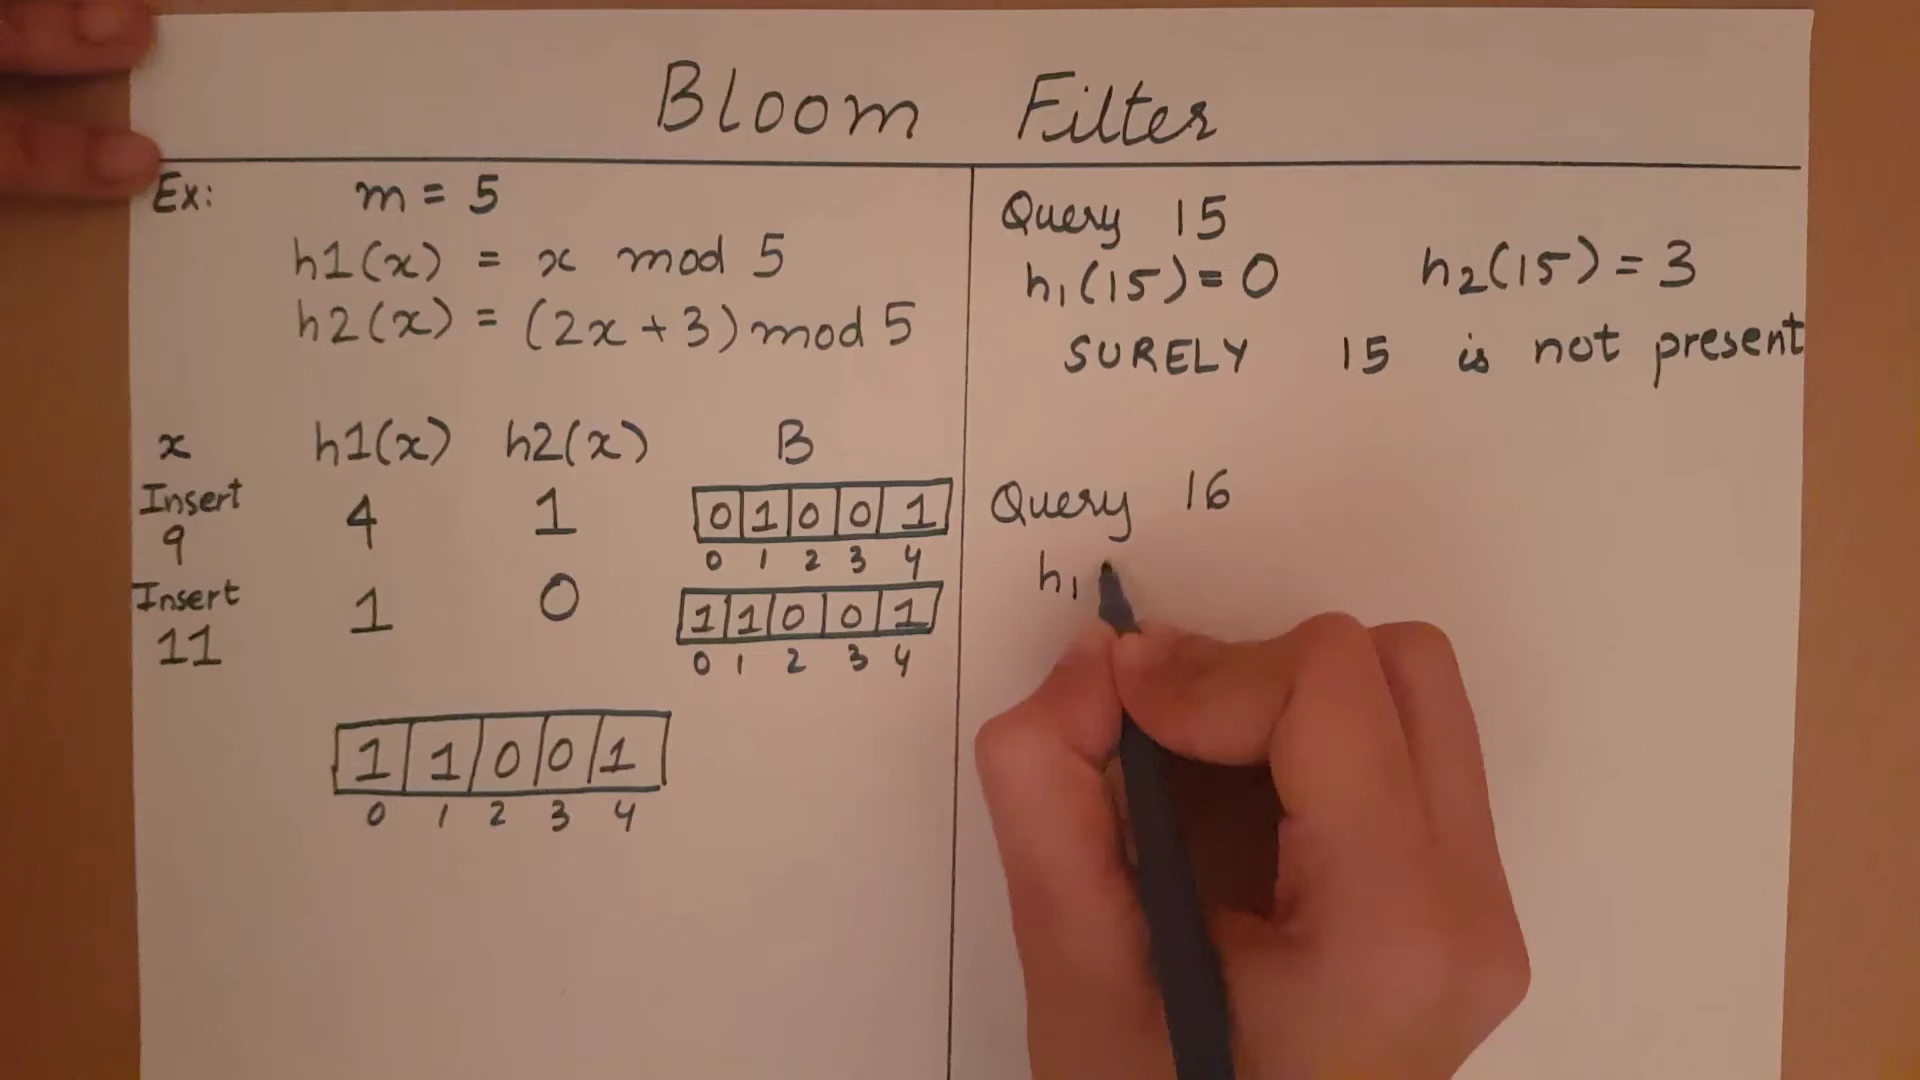 Bloom Filter
Ex: m = 5
h1(x) = x mod 5
h2(x) = (2x + 3) mod 5
x h1(x) h2(x) B
Insert 9 4 1 0 1 0 0 1
0 1 2 3 4
Insert 11 1 0 1 1 0 0 1
0 1 2 3 4
1 1 0 0 1
0 1 2 3 4
Query 15
h1(15) = 0 h2(15) = 3
SURELY 15 is not present
Query 16
h1